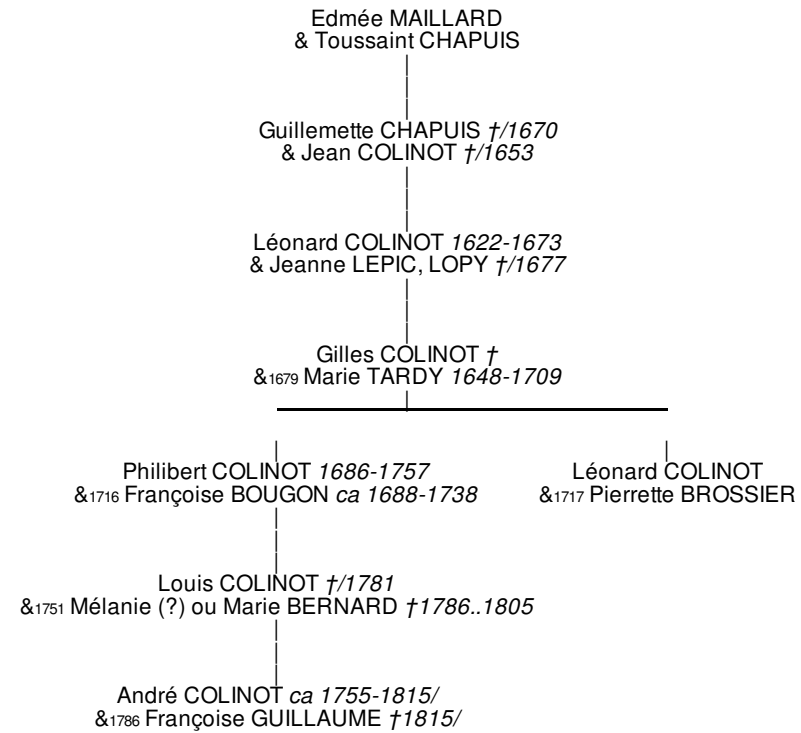 Edmée MAILLARD
& Toussaint CHAPUIS
Guillemette CHAPUIS †/1670
& Jean COLINOT †/1653
Léonard COLINOT 1622-1673
& Jeanne LEPIC, LOPY †/1677
Gilles COLINOT †
&1679 Marie TARDY 1648-1709
Philibert COLINOT 1686-1757
&1716 Françoise BOUGON ca 1688-1738
Léonard COLINOT
&1717 Pierrette BROSSIER
Louis COLINOT †/1781
&1751 Mélanie (?) ou Marie BERNARD †1786..1805
André COLINOT ca 1755-1815/
&1786 Françoise GUILLAUME †1815/